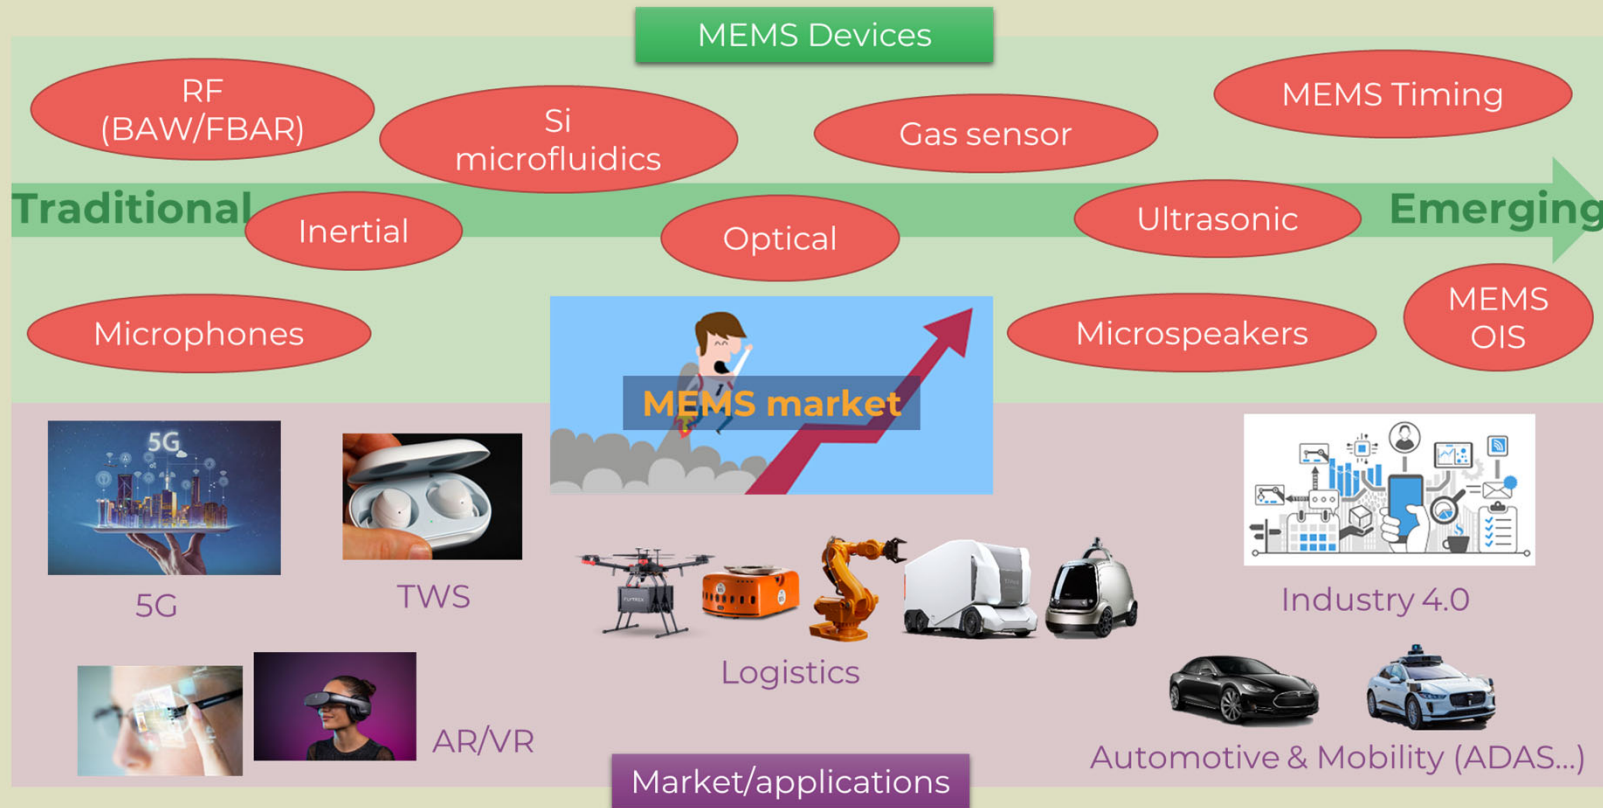 MEMS Devices
RF
(BAW/FBAR)
Si
microfluidics
Gas sensor
MEMS Timing
Traditional
Inertial
Optical
Ultrasonic
Emerging
Microphones
Microspeakers
MEMS
OIS
MEMS market
5G
5G
TWS
Logistics
Industry 4.0
AR/VR
Automotive & Mobility (ADAS...)
Market/applications